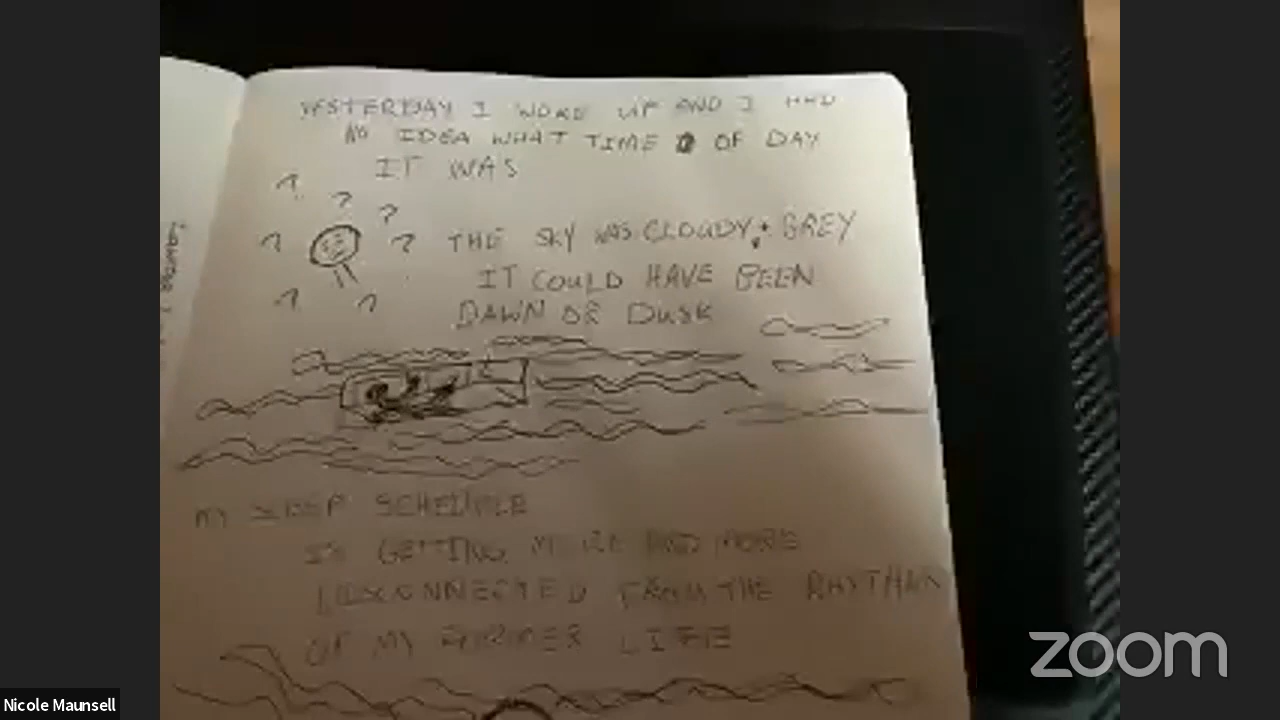 YESTERDAY I WOKE UP AND I HAD
NO IDEA WHAT TIME OF DAY
IT WAS
? ? ? ? ? ? ?
THE SKY WAS CLOUDY + GREY
IT COULD HAVE BEEN
DAWN OR DUSK
MY SLEEP SCHEDULE
IS GETTING MORE AND MORE
DISCONNECTED FROM THE RHYTHM
OF MY FORMER LIFE
zoom
Nicole Maunsell